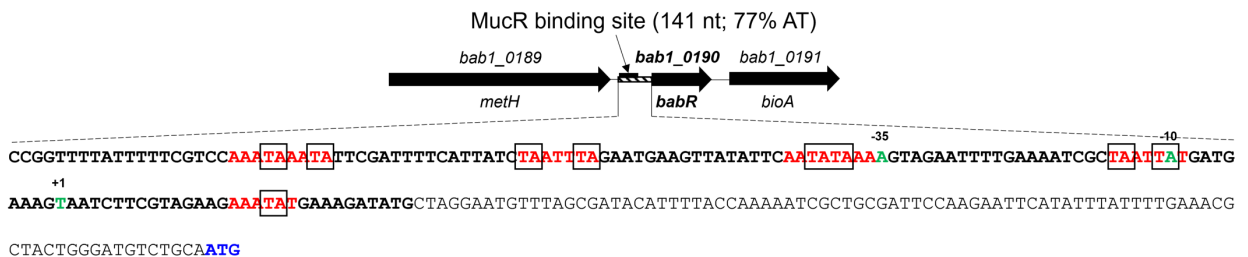 MucR binding site (141 nt; 77% AT)
bab1_0189 bab1_0190 bab1_0191
metH babR bioA
-35 -10
CCGGTTTTATTTTTCGTCCAAATAAATATTCGATTTTCATTATCTAATTTAGAATGAAGTTATATTCAATATAAAAGTAGAATTTTGAAAATCGCTAATTATGATG
+1
AAAGTAATCTTCGTAGAAGAAATATGAAAGATATGCTAGGAATGTTTAGCGATACATTTTACCAAAAATCGCTGCGATTCCAAGAATTCATATTTATTTTGAAACG
CTACTGGGATGTCTGCAATG